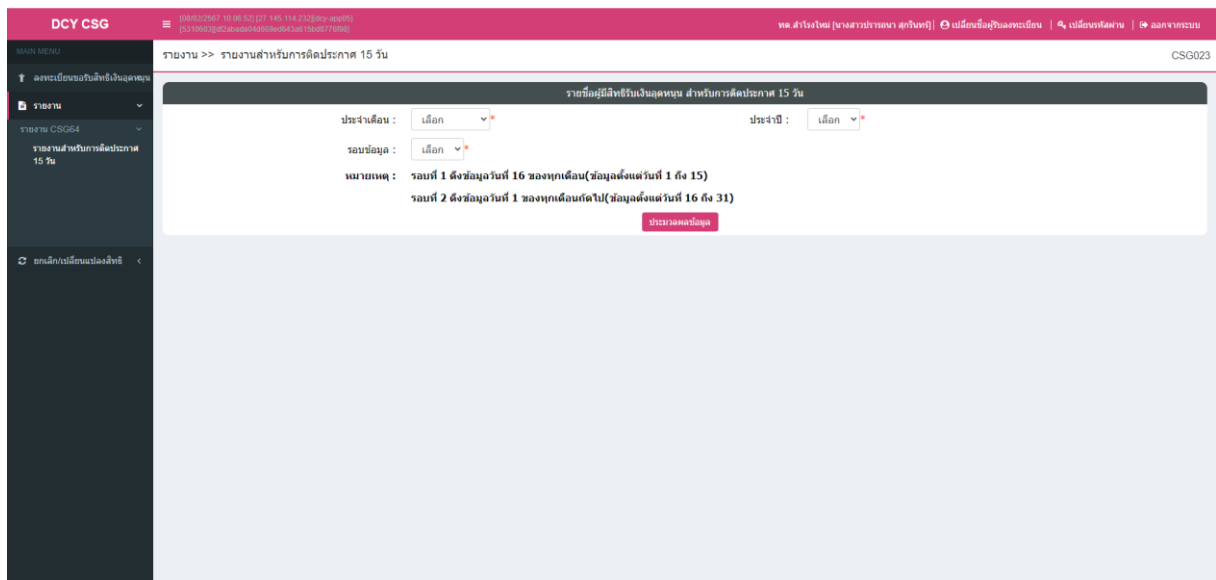 DCY CSG
[08/02/2567 10:06:52] [27.145.114.232][dcy-app05]
ทต.สำโรงใหม่ [นางสาวปรารถนา สุกรินทร์] | เปลี่ยนชื่อผู้รับลงทะเบียน | เปลี่ยนรหัสผ่าน | ออกจากระบบ
MAIN MENU
รายงาน >> รายงานสำหรับการติดประกาศ 15 วัน
CSG023
ลงทะเบียนขอรับสิทธิเงินอุดหนุน
รายชื่อผู้มีสิทธิรับเงินอุดหนุน สำหรับการติดประกาศ 15 วัน
รายงาน
ประจำเดือน : เลือก * ประจำปี : เลือก *
รายงาน CSG64
รายงานสำหรับการติดประกาศ
15 วัน
รอบข้อมูล : เลือก *
หมายเหตุ : รอบที่ 1 ดึงข้อมูลวันที่ 16 ของทุกเดือน(ข้อมูลตั้งแต่วันที่ 1 ถึง 15)
รอบที่ 2 ดึงข้อมูลวันที่ 1 ของทุกเดือนถัดไป(ข้อมูลตั้งแต่วันที่ 16 ถึง 31)
ประมวลผลข้อมูล
ยกเลิก/เปลี่ยนแปลงสิทธิ